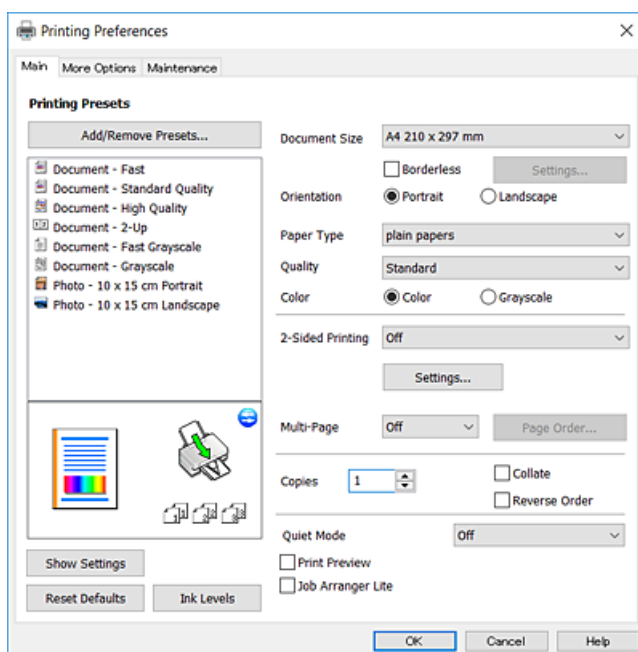 Printing Preferences
Main More Options Maintenance
Printing Presets
Add/Remove Presets...
Document - Fast
Document - Standard Quality
Document - High Quality
Document - 2-Up
Document - Fast Grayscale
Document - Grayscale
Photo - 10 x 15 cm Portrait
Photo - 10 x 15 cm Landscape
Show Settings
Reset Defaults Ink Levels
Document Size A4 210 x 297 mm
Borderless Settings...
Orientation Portrait Landscape
Paper Type plain papers
Quality Standard
Color Color Grayscale
2-Sided Printing Off
Settings...
Multi-Page Off Page Order...
Copies 1 Collate
Reverse Order
Quiet Mode Off
Print Preview
Job Arranger Lite
OK Cancel Help